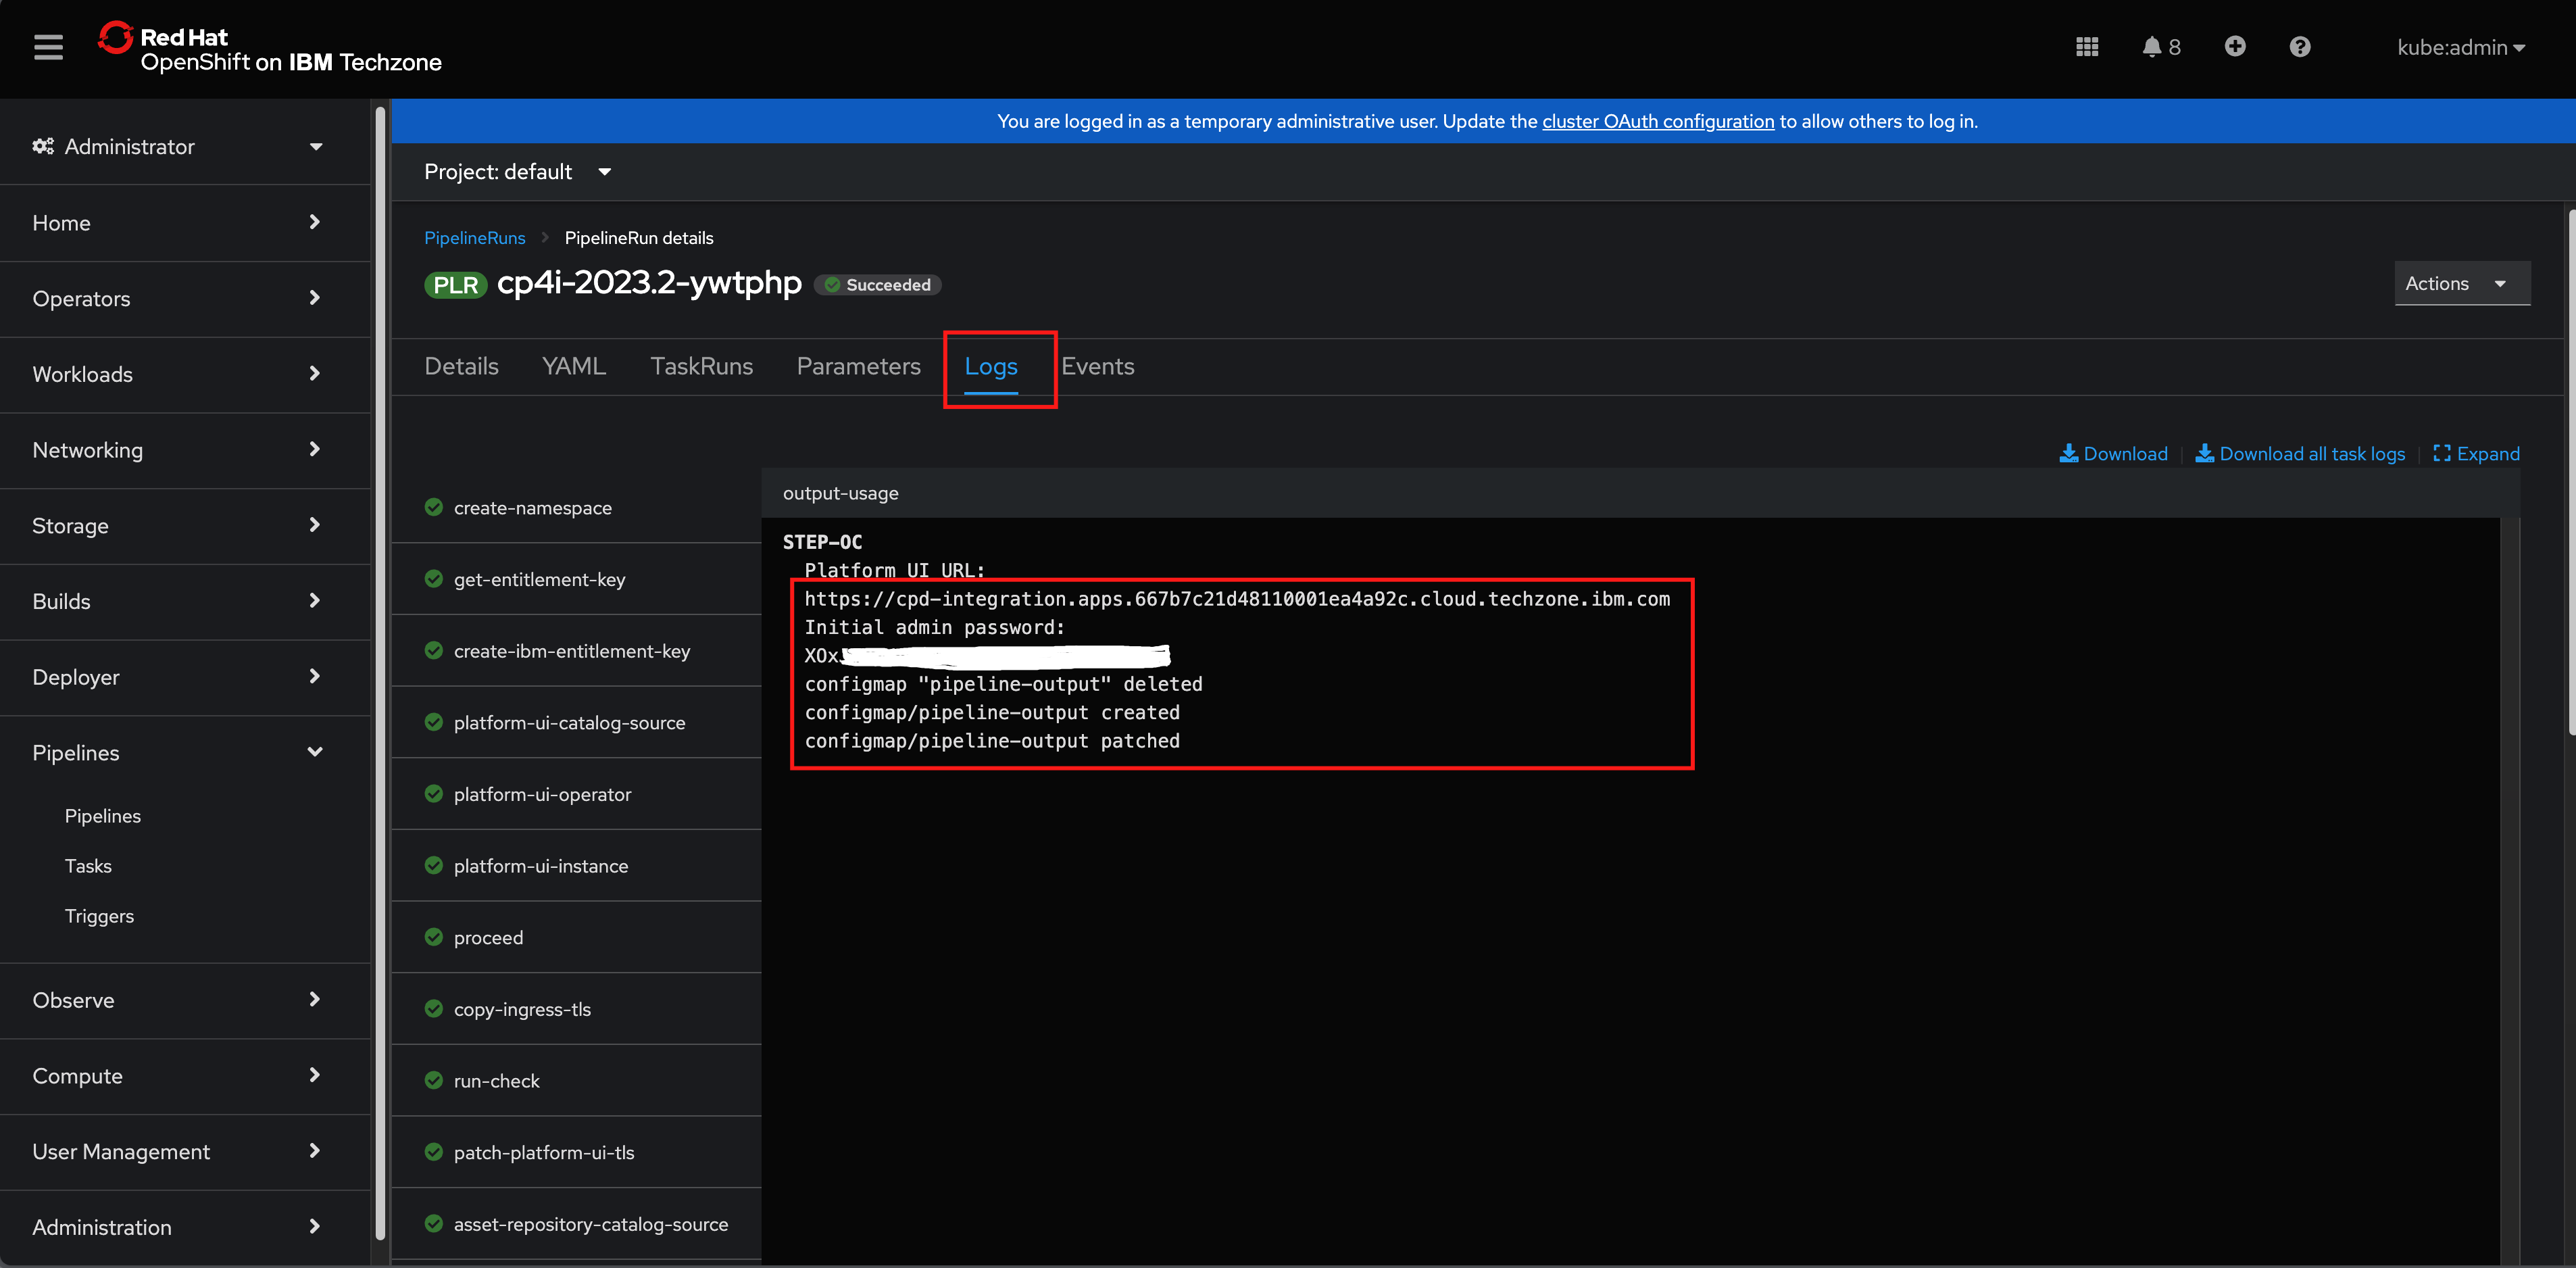 Red Hat
OpenShift on IBM Techzone
8
kube:admin
Administrator
Home
Operators
Workloads
Networking
Storage
Builds
Deployer
Pipelines
Pipelines
Tasks
Triggers
Observe
Compute
User Management
Administration
You are logged in as a temporary administrative user. Update the cluster OAuth configuration to allow others to log in.
Project: default
PipelineRuns PipelineRun details
PLR cp4i-2023.2-ywtphp Succeeded
Actions
Details YAML TaskRuns Parameters Logs Events
Download Download all task logs Expand
create-namespace
get-entitlement-key
create-ibm-entitlement-key
platform-ui-catalog-source
platform-ui-operator
platform-ui-instance
proceed
copy-ingress-tls
run-check
patch-platform-ui-tls
asset-repository-catalog-source
output-usage
STEP-OC
Platform UI URL:
https://cpd-integration.apps.667b7c21d48110001ea4a92c.cloud.techzone.ibm.com
Initial admin password:
configmap "pipeline-output" deleted
configmap/pipeline-output created
configmap/pipeline-output patched